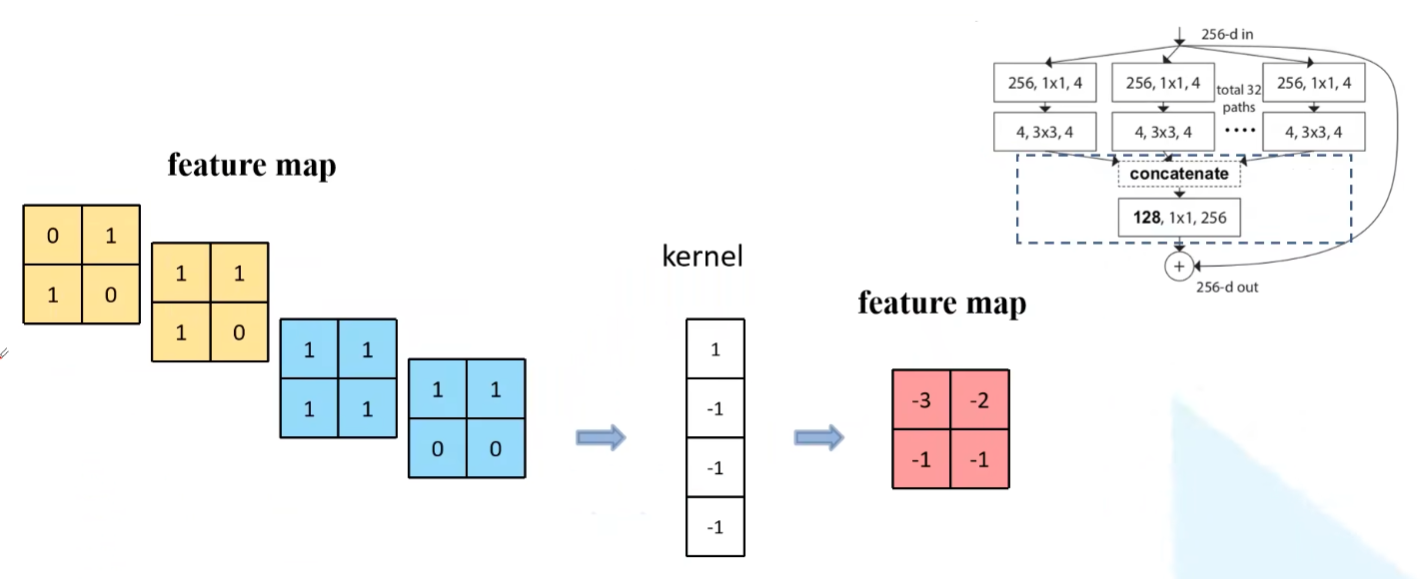 256-d in
256, 1x1, 4
256, 1x1, 4
total 32
paths
256, 1x1, 4
4, 3x3, 4
4, 3x3, 4
....
4, 3x3, 4
concatenate
128, 1x1, 256
+
256-d out
feature map
0 1
1 0
1 1
1 0
1 1
1 1
1 1
0 0
kernel
1
-1
-1
-1
feature map
-3 -2
-1 -1